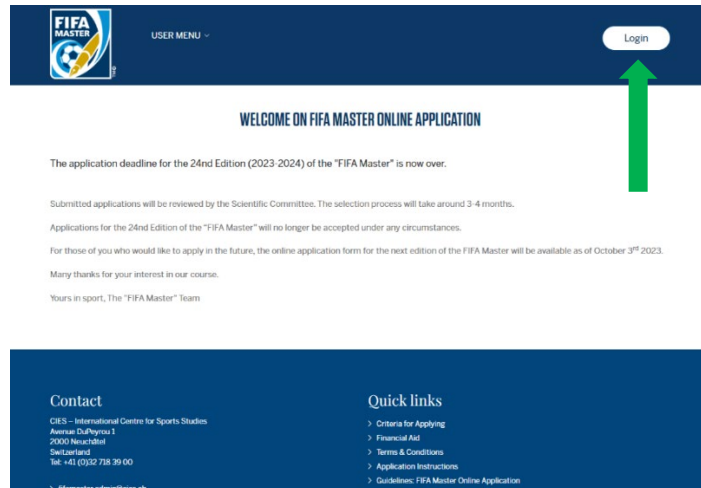 FIFA
MASTER
USER MENU
Login
WELCOME ON FIFA MASTER ONLINE APPLICATION
The application deadline for the 24nd Edition (2023-2024) of the "FIFA Master" is now over.
Submitted applications will be reviewed by the Scientific Committee. The selection process will take around 3-4 months.
Applications for the 24nd Edition of the "FIFA Master" will no longer be accepted under any circumstances.
For those of you who would like to apply in the future, the online application form for the next edition of the FIFA Master will be available as of October 3rd 2023.
Many thanks for your interest in our course.
Yours in sport, The "FIFA Master" Team
Contact
CIES – International Centre for Sports Studies
Avenue DuPeyrou 1
2000 Neuchâtel
Switzerland
Tel: +41 (0)32 718 39 00
Quick links
> Criteria for Applying
> Financial Aid
> Terms & Conditions
> Application Instructions
> Guidelines: FIFA Master Online Application